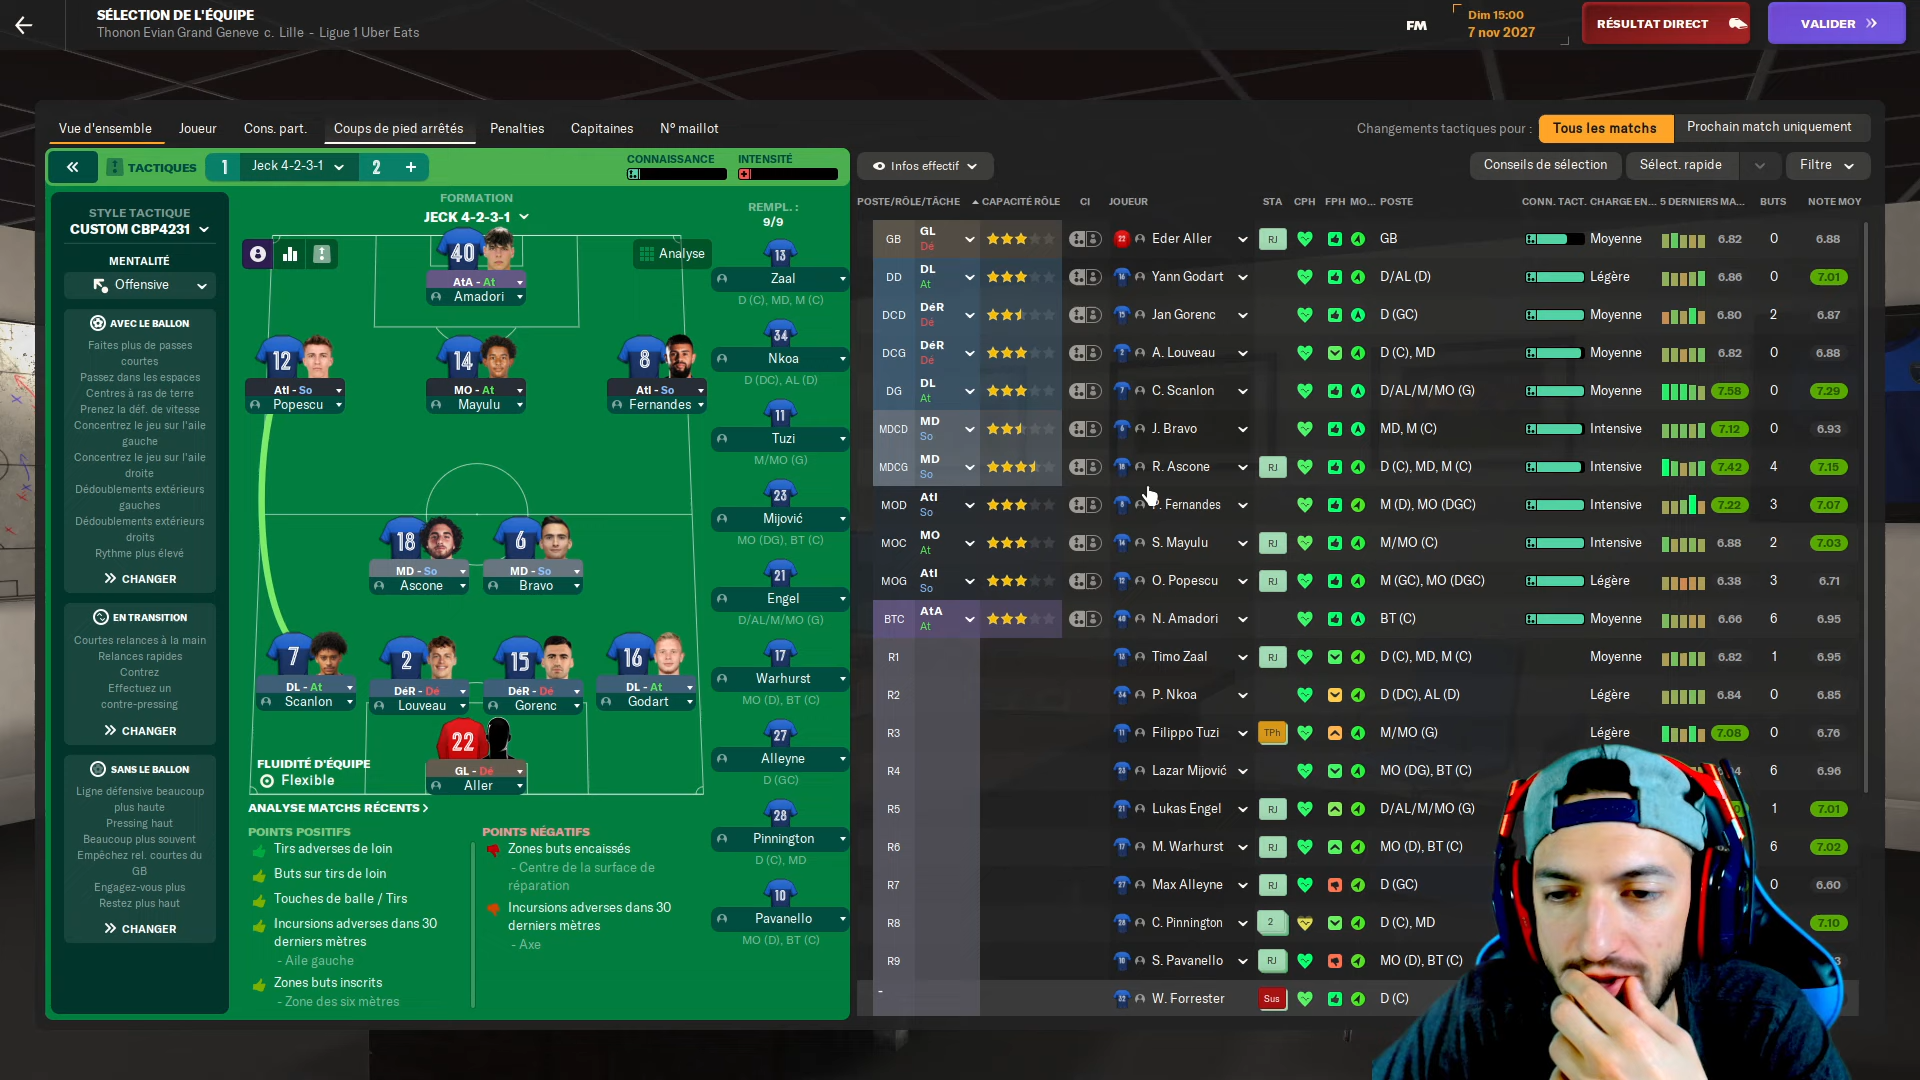 SÉLECTION DE L'ÉQUIPE
Thonon Evian Grand Geneve c. Lille - Ligue 1 Uber Eats
FM
Dim 15:00
7 nov 2027
RÉSULTAT DIRECT
VALIDER
Vue d'ensemble
Joueur
Cons. part.
Coups de pied arrêtés
Penalties
Capitaines
N° maillot
Changements tactiques pour :
Tous les matchs
Prochain match uniquement
TACTIQUES
1
Jeck 4-2-3-1
2
+
CONNAISSANCE
INTENSITÉ
Infos effectif
Conseils de sélection
Sélect. rapide
Filtre
STYLE TACTIQUE
CUSTOM CBP4231
MENTALITÉ
Offensive
AVEC LE BALLON
Faites plus de passes
courtes
Passez dans les espaces
Centres à ras de terre
Prenez la déf. de vitesse
Concentrez le jeu sur l'aile
gauche
Concentrez le jeu sur l'aile
droite
Dédoublements extérieurs
gauches
Dédoublements extérieurs
droits
Rythme plus élevé
CHANGER
EN TRANSITION
Courtes relances à la main
Relances rapides
Contrez
Effectuez un
contre-pressing
CHANGER
SANS LE BALLON
Ligne défensive beaucoup
plus haute
Pressing haut
Beaucoup plus souvent
Empêchez rel. courtes du
GB
Engagez-vous plus
Restez plus haut
CHANGER
FORMATION
JECK 4-2-3-1
Analyse
40
AtA - At
Amadori
12
AtI - So
Popescu
14
MO - At
Mayulu
8
AtI - So
Fernandes
18
MD - So
Ascone
6
MD - So
Bravo
7
DL - At
Scanlon
2
DéR - Dé
Louveau
15
DéR - Dé
Gorenc
16
DL - At
Godart
22
GL - Dé
Aller
FLUIDITÉ D'ÉQUIPE
Flexible
ANALYSE MATCHS RÉCENTS
POINTS POSITIFS
Tirs adverses de loin
Buts sur tirs de loin
Touches de balle / Tirs
Incursions adverses dans 30
derniers mètres
- Aile gauche
Zones buts inscrits
- Zone des six mètres
POINTS NÉGATIFS
Zones buts encaissés
- Centre de la surface de
réparation
Incursions adverses dans 30
derniers mètres
- Axe
REMPL. :
9/9
13
Zaal
D (C), MD, M (C)
34
Nkoa
D (DC), AL (D)
11
Tuzi
M/MO (G)
23
Mijović
MO (DG), BT (C)
21
Engel
D/AL/M/MO (G)
17
Warhurst
MO (D), BT (C)
27
Alleyne
D (GC)
28
Pinnington
D (C), MD
10
Pavanello
MO (D), BT (C)
POSTE/RÔLE/TÂCHE CAPACITÉ RÔLE CI JOUEUR STA CPH FPH MO... POSTE CONN. TACT. CHARGE EN... 5 DERNIERS MA... BUTS NOTE MOY
GB GL Dé 22 Eder Aller RJ GB Moyenne 6.82 0 6.88
DD DL At 16 Yann Godart D/AL (D) Légère 6.86 0 7.01
DCD DéR Dé 15 Jan Gorenc D (GC) Moyenne 6.80 2 6.87
DCG DéR Dé 2 A. Louveau D (C), MD Moyenne 6.82 0 6.88
DG DL At 7 C. Scanlon D/AL/M/MO (G) Moyenne 7.58 0 7.29
MDCD MD So 6 J. Bravo MD, M (C) Intensive 7.12 0 6.93
MDCG MD So 18 R. Ascone RJ D (C), MD, M (C) Intensive 7.42 4 7.15
MOD AtI So 8 Fernandes M (D), MO (DGC) Intensive 7.22 3 7.07
MOC MO At 14 S. Mayulu RJ M/MO (C) Intensive 6.88 2 7.03
MOG AtI So 12 O. Popescu RJ M (GC), MO (DGC) Légère 6.38 3 6.71
BTC AtA At 40 N. Amadori BT (C) Moyenne 6.66 6 6.95
R1 13 Timo Zaal RJ D (C), MD, M (C) Moyenne 6.82 1 6.95
R2 34 P. Nkoa D (DC), AL (D) Légère 6.84 0 6.85
R3 11 Filippo Tuzi TPh M/MO (G) Légère 7.08 0 6.76
R4 23 Lazar Mijović MO (DG), BT (C) 6 6.96
R5 21 Lukas Engel RJ D/AL/M/MO (G) 1 7.01
R6 17 M. Warhurst RJ MO (D), BT (C) 6 7.02
R7 27 Max Alleyne RJ D (GC) 0 6.60
R8 28 C. Pinnington 2 D (C), MD 7.10
R9 10 S. Pavanello RJ MO (D), BT (C)
- 32 W. Forrester Sus D (C)